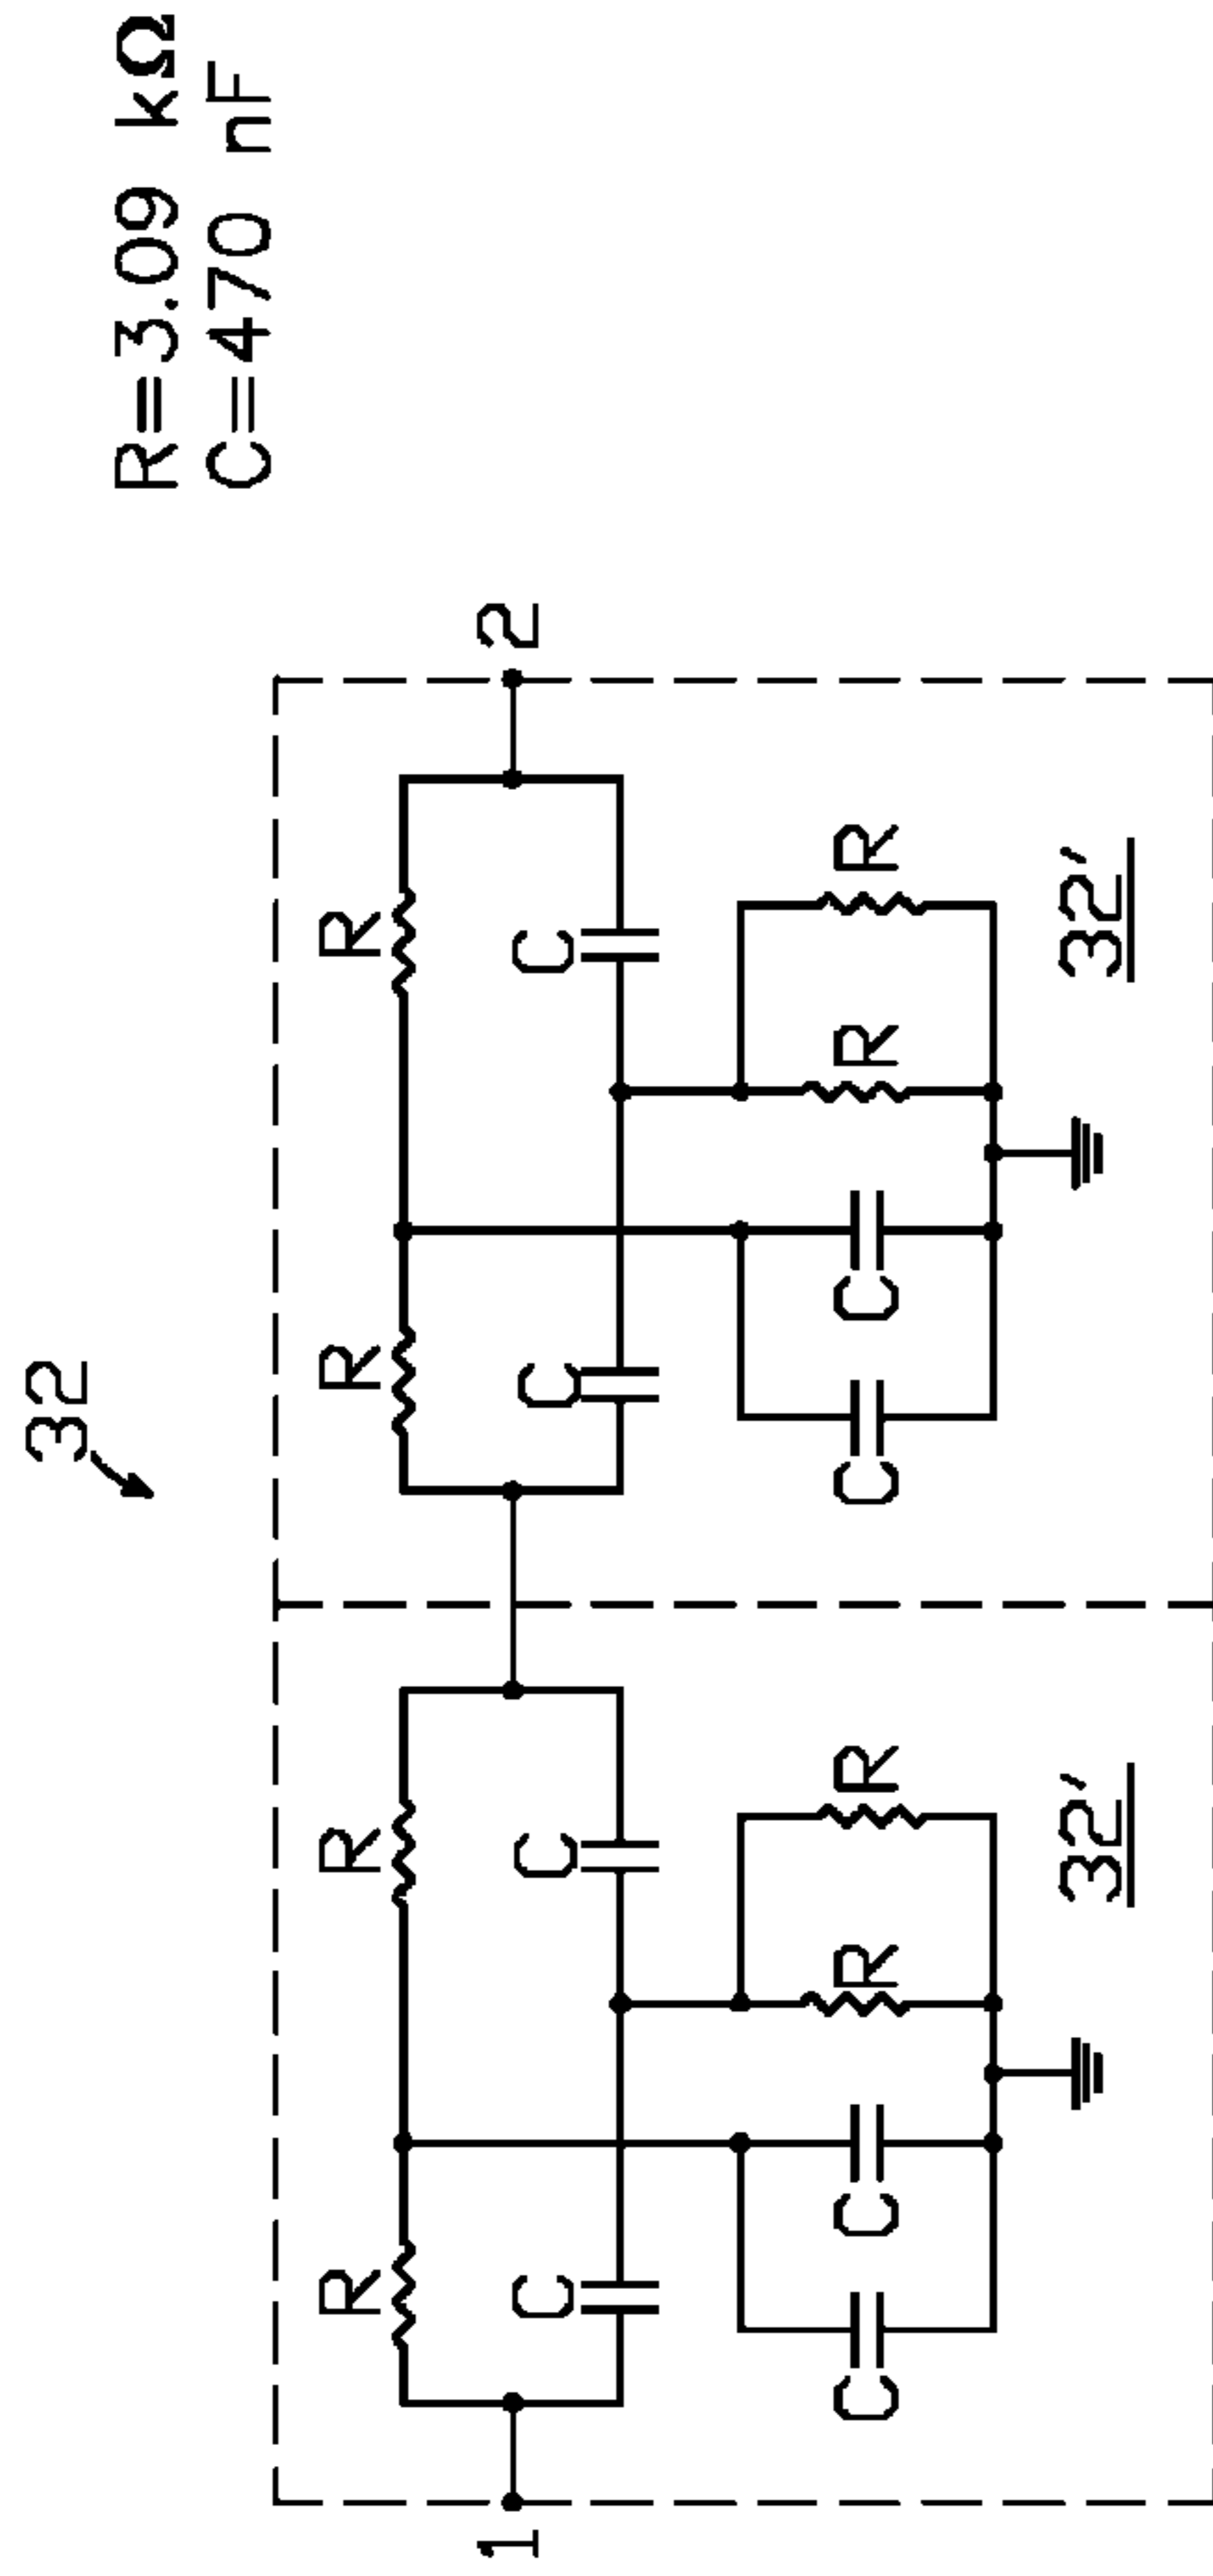 32
R=3.09 kΩ
C=470 nF
R R R R
1 2
C C C C
C C R R C C R R
32' 32'